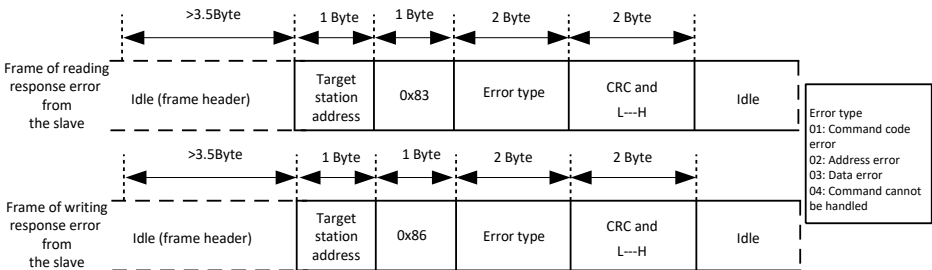 >3.5Byte
1 Byte
1 Byte
2 Byte
2 Byte
Frame of reading
response error
from
the slave
Idle (frame header)
Target
station
address
0x83
Error type
CRC and
L---H
Idle
>3.5Byte
1 Byte
1 Byte
2 Byte
2 Byte
Frame of writing
response error
from
the slave
Idle (frame header)
Target
station
address
0x86
Error type
CRC and
L---H
Idle
Error type
01: Command code
error
02: Address error
03: Data error
04: Command cannot
be handled